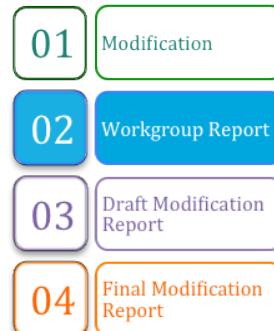 01
Modification
02
Workgroup Report
03
Draft Modification
Report
04
Final Modification
Report